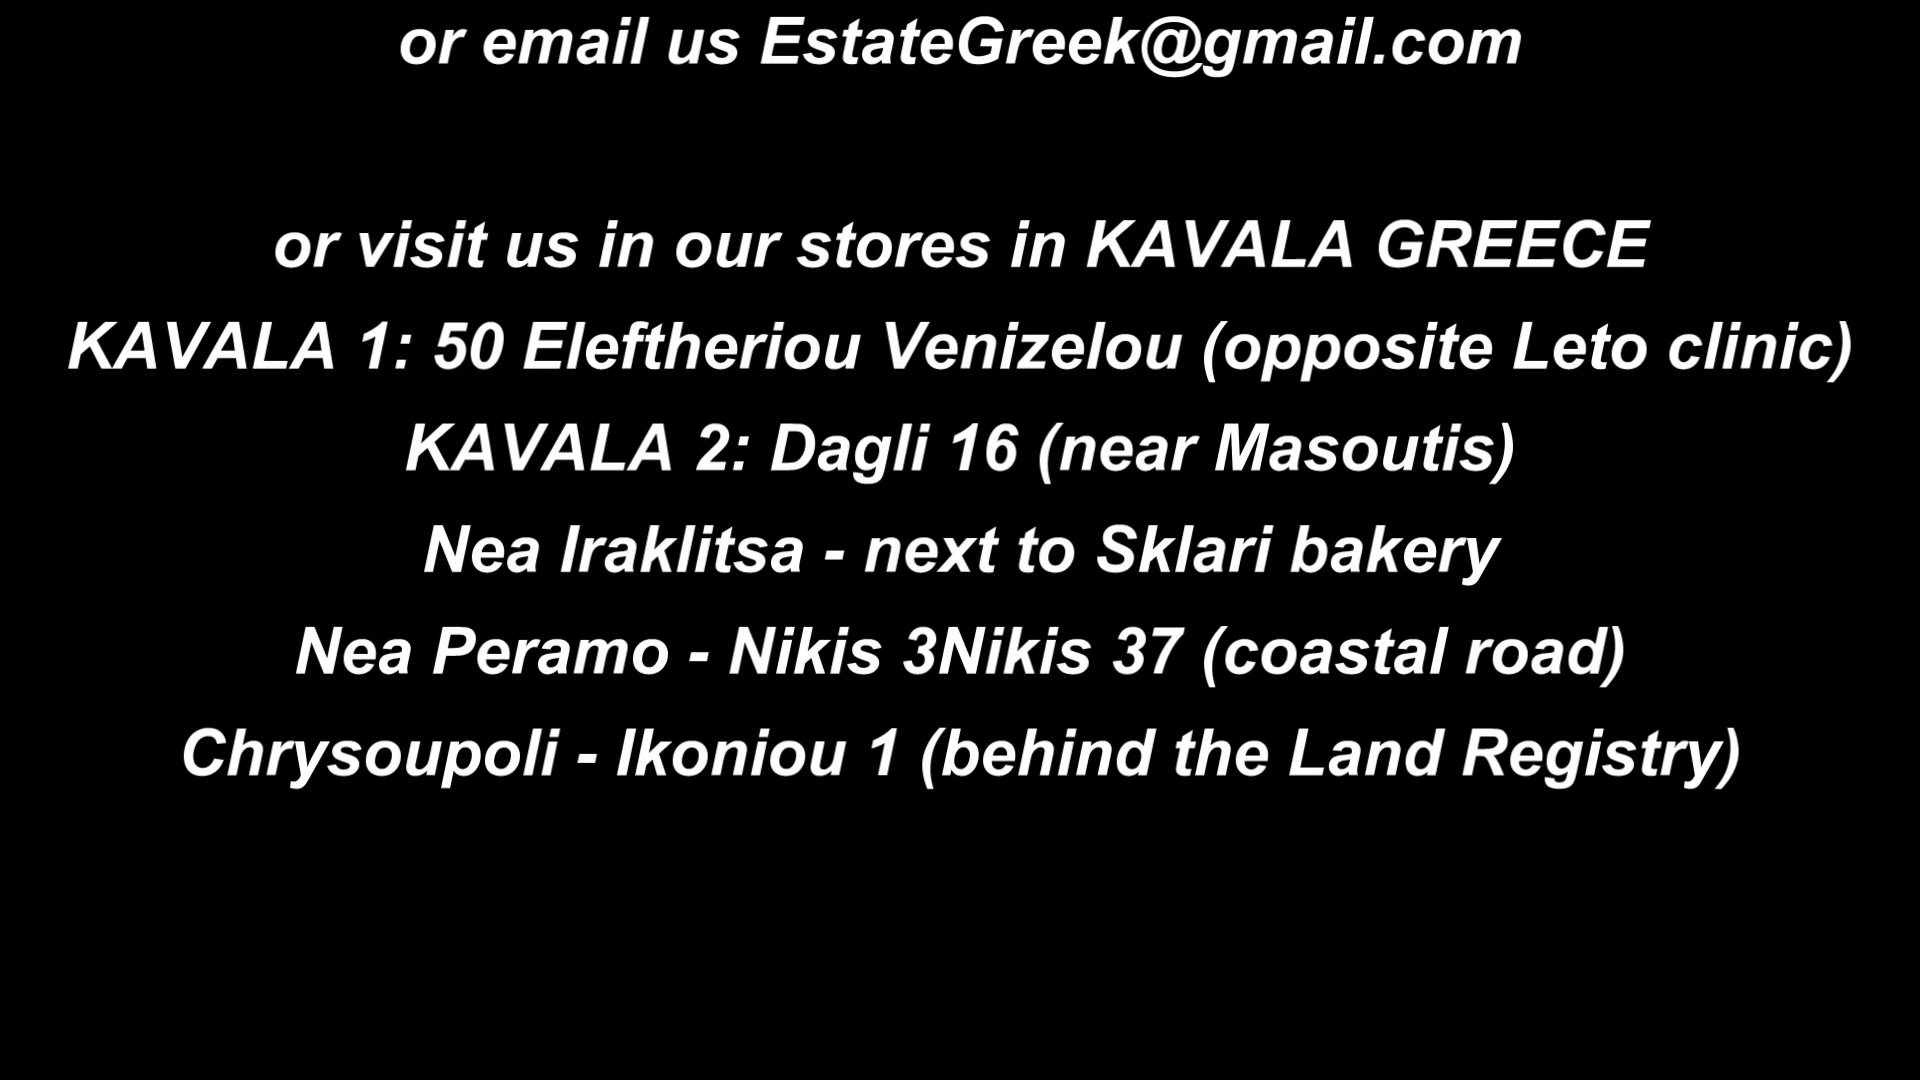 or email us EstateGreek@gmail.com
or visit us in our stores in KAVALA GREECE
KAVALA 1: 50 Eleftheriou Venizelou (opposite Leto clinic)
KAVALA 2: Dagli 16 (near Masoutis)
Nea Iraklitsa - next to Sklari bakery
Nea Peramo - Nikis 3Nikis 37 (coastal road)
Chrysoupoli - Ikoniou 1 (behind the Land Registry)